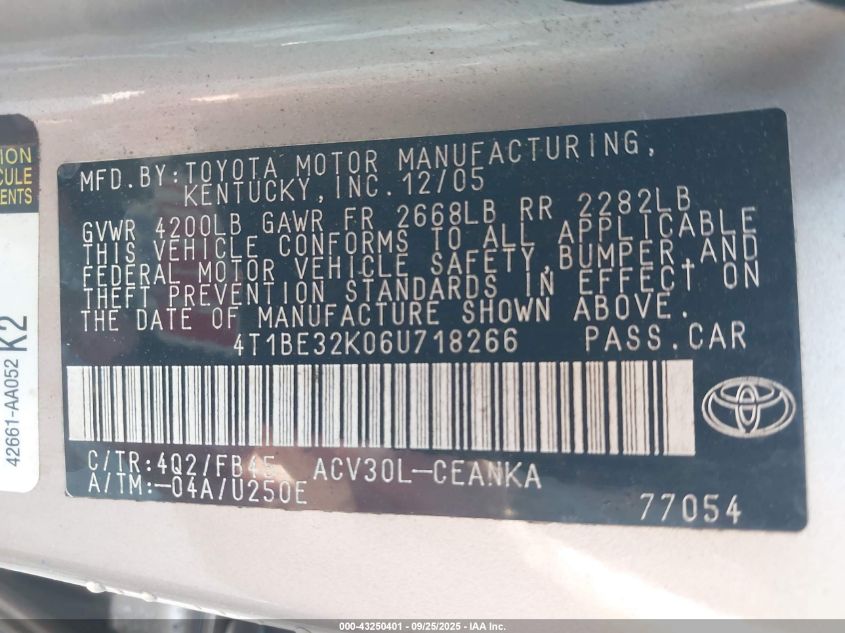 ION
CULE
ENTS
42661-AA052
K2
MFD.BY:TOYOTA MOTOR MANUFACTURING,
KENTUCKY,INC.12/05
GVWR 4200LB GAWR FR 2668LB RR 2282LB
THIS VEHICLE CONFORMS TO ALL APPLICABLE
FEDERAL MOTOR VEHICLE SAFETY,BUMPER,AND
THEFT PREVENTION STANDARDS IN EFFECT ON
THE DATE OF MANUFACTURE SHOWN ABOVE.
4T1BE32K06U718266 PASS.CAR
C/TR:4Q2/FB45 ACV30L-CEANKA
A/TM:-04A/U250E
77054
000-43250401 - 09/25/2025 - IAA Inc.